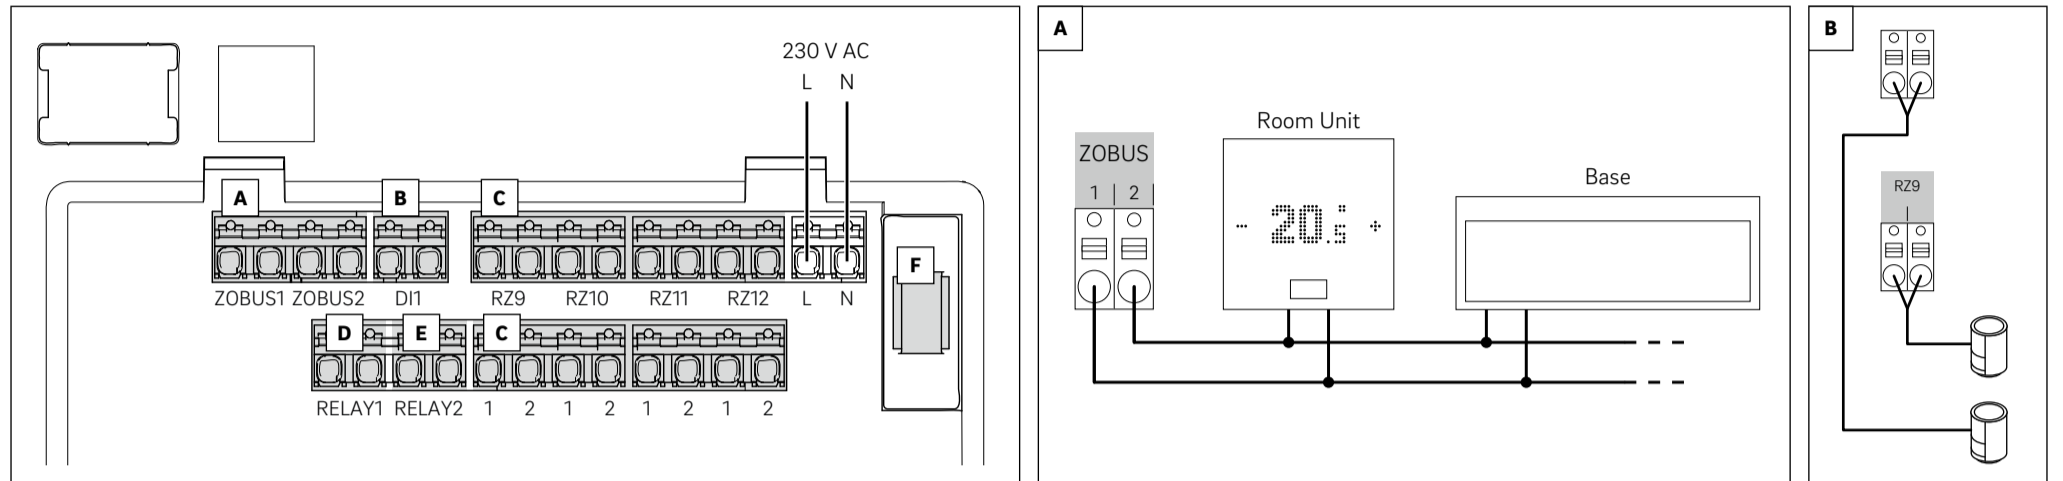 230 V AC
L N
A B C
F
ZOBUS1 ZOBUS2 DI1 RZ9 RZ10 RZ11 RZ12 L N
D E C
RELAY1 RELAY2 1 2 1 2 1 2 1 2
A
Room Unit
ZOBUS
1 2
- 20.5 +
Base
B
RZ9